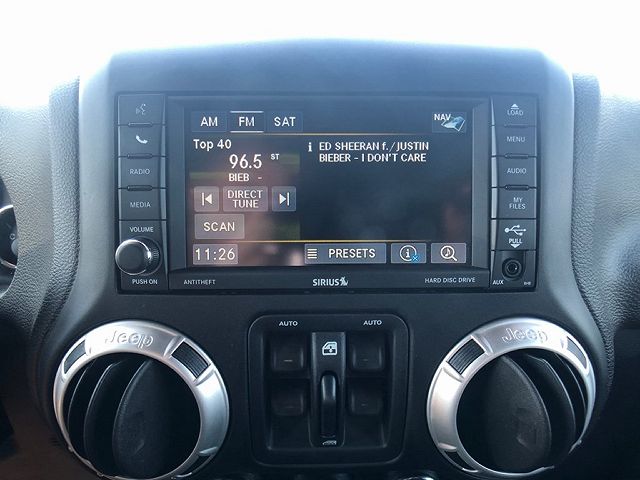 LOAD
AM FM SAT NAV
PHONE
MENU
Top 40
i ED SHEERAN f./JUSTIN
BIEBER - I DON'T CARE
96.5 ST
BIEB -
RADIO
AUDIO
DIRECT
TUNE
MEDIA
MY
FILES
SCAN
VOLUME
PULL
11:26
PRESETS
i
PUSH ON
ANTITHEFT
SIRIUS
HARD DISC DRIVE
AUX
RHB
AUTO
AUTO
Jeep
Jeep